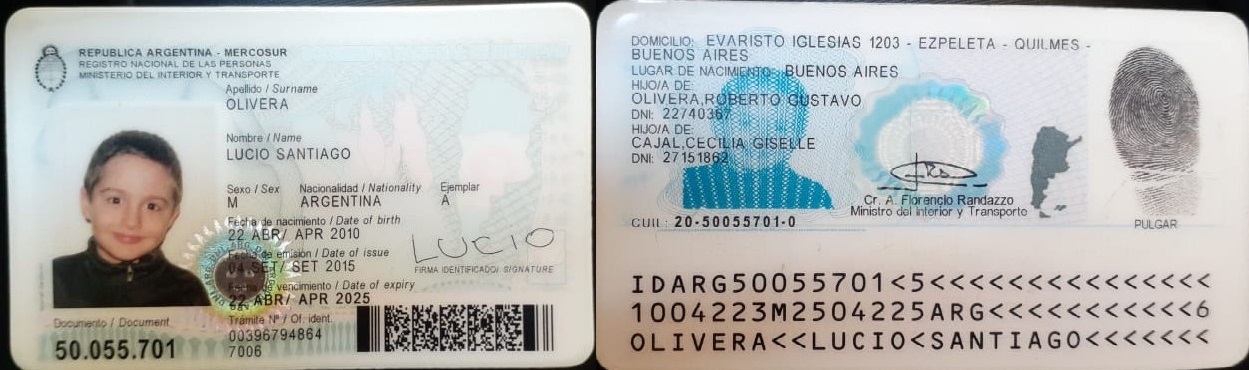 REPUBLICA ARGENTINA - MERCOSUR
REGISTRO NACIONAL DE LAS PERSONAS
MINISTERIO DEL INTERIOR Y TRANSPORTE
Apellido / Surname
OLIVERA
Nombre / Name
LUCIO SANTIAGO
Sexo / Sex Nacionalidad / Nationality Ejemplar
M ARGENTINA A
Fecha de nacimiento / Date of birth
22 ABR/ APR 2010
Fecha de emisión / Date of issue
04 SET/ SET 2015
Fecha de vencimiento / Date of expiry
22 ABR/ APR 2025
LUCIO
FIRMA IDENTIFICADO/ SIGNATURE
Documento / Document
50.055.701
Trámite Nº / Of. ident.
00396794864
7006
DOMICILIO: EVARISTO IGLESIAS 1203 - EZPELETA - QUILMES -
BUENOS AIRES
LUGAR DE NACIMIENTO: BUENOS AIRES
HIJO/A DE:
OLIVERA,ROBERTO GUSTAVO
DNI: 22740367
HIJO/A DE:
CAJAL,CECILIA GISELLE
DNI: 27151862
CUIL: 20-50055701-0
Cr. A. Florencio Randazzo
Ministro del Interior y Transporte
PULGAR
IDARG50055701<5<<<<<<<<<<<<<<<
1004223M2504225ARG<<<<<<<<<<<6
OLIVERA<<LUCIO<SANTIAGO<<<<<<<